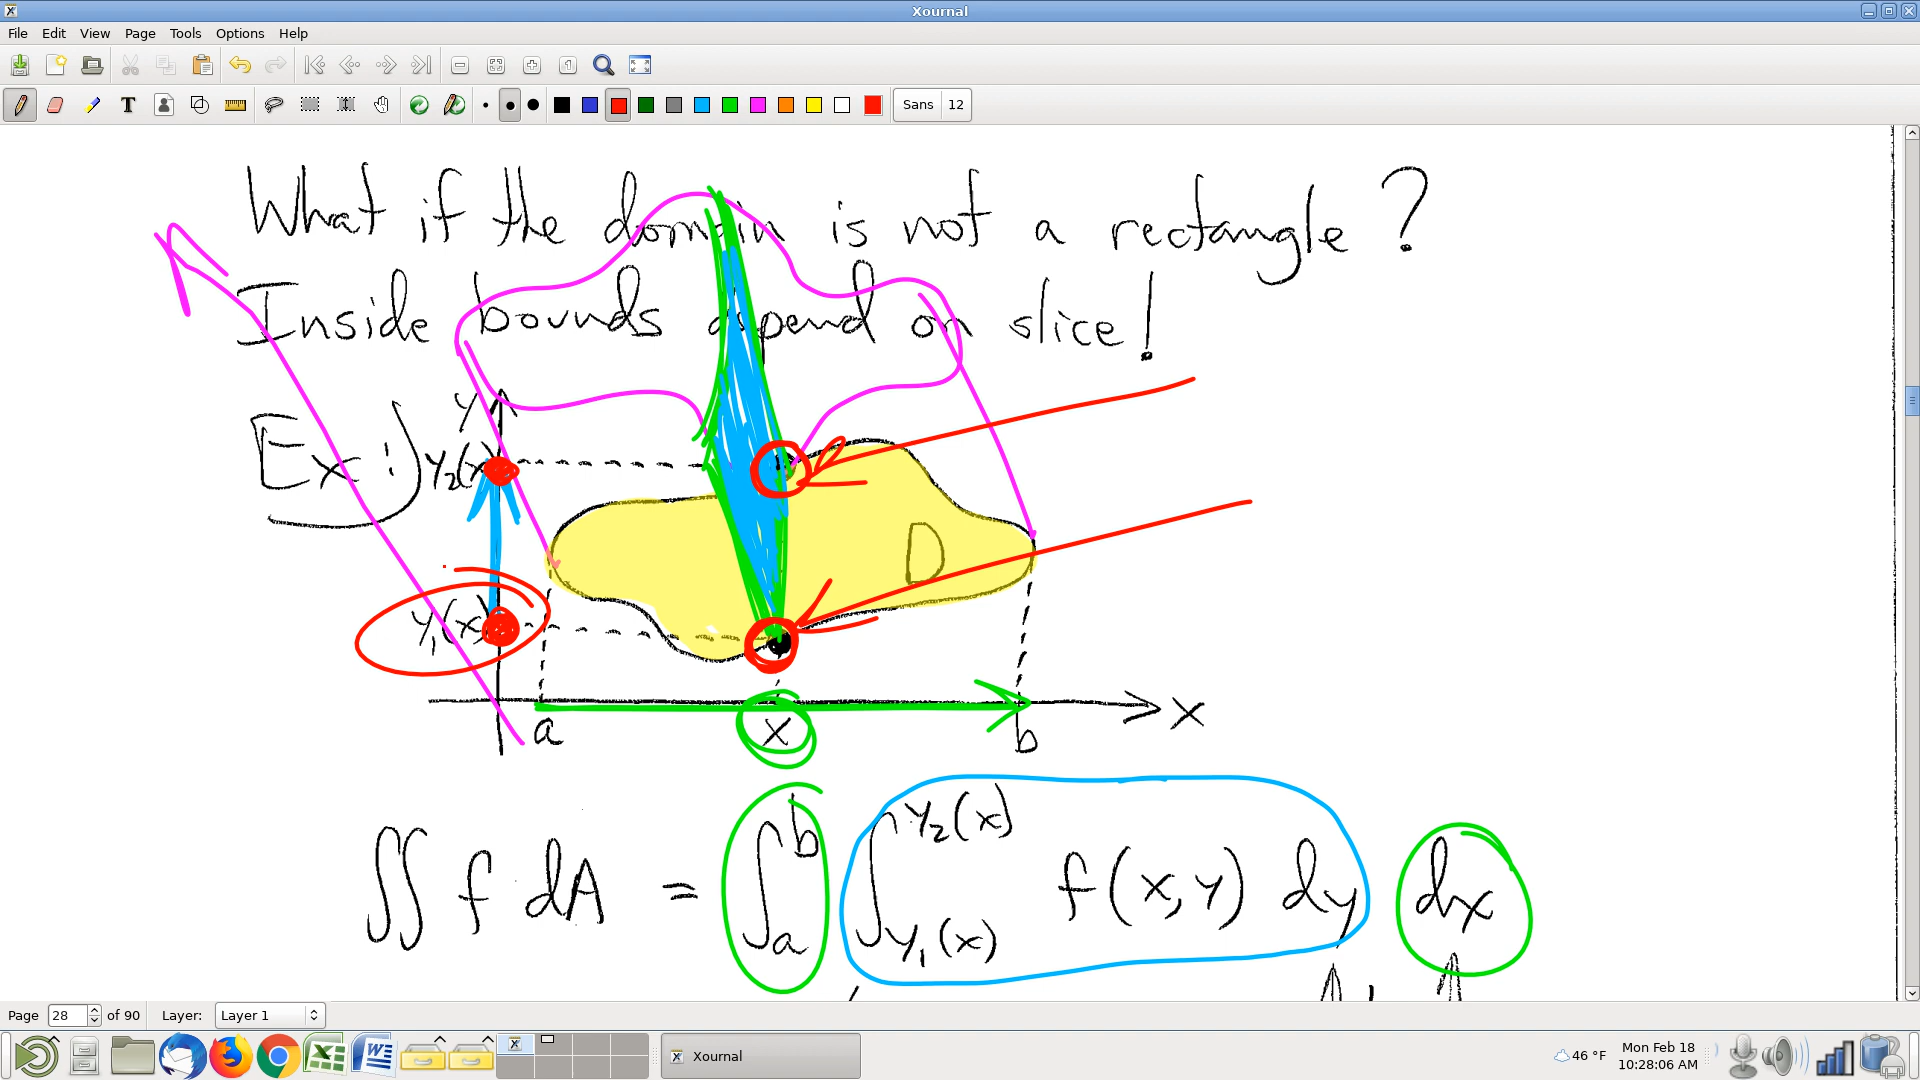 Xournal
File Edit View Page Tools Options Help
Sans 12
What if the domain is not a rectangle ?
Inside bounds depend on slice!
Ex:)
y
y₂(x)
D
y₁(x)
a x b x
∬ f dA = ∫ₐᵇ ∫_{y₁(x)}^{y₂(x)} f(x,y) dy dx
Page 28 of 90 Layer: Layer 1
Xournal
46 °F
Mon Feb 18
10:28:06 AM